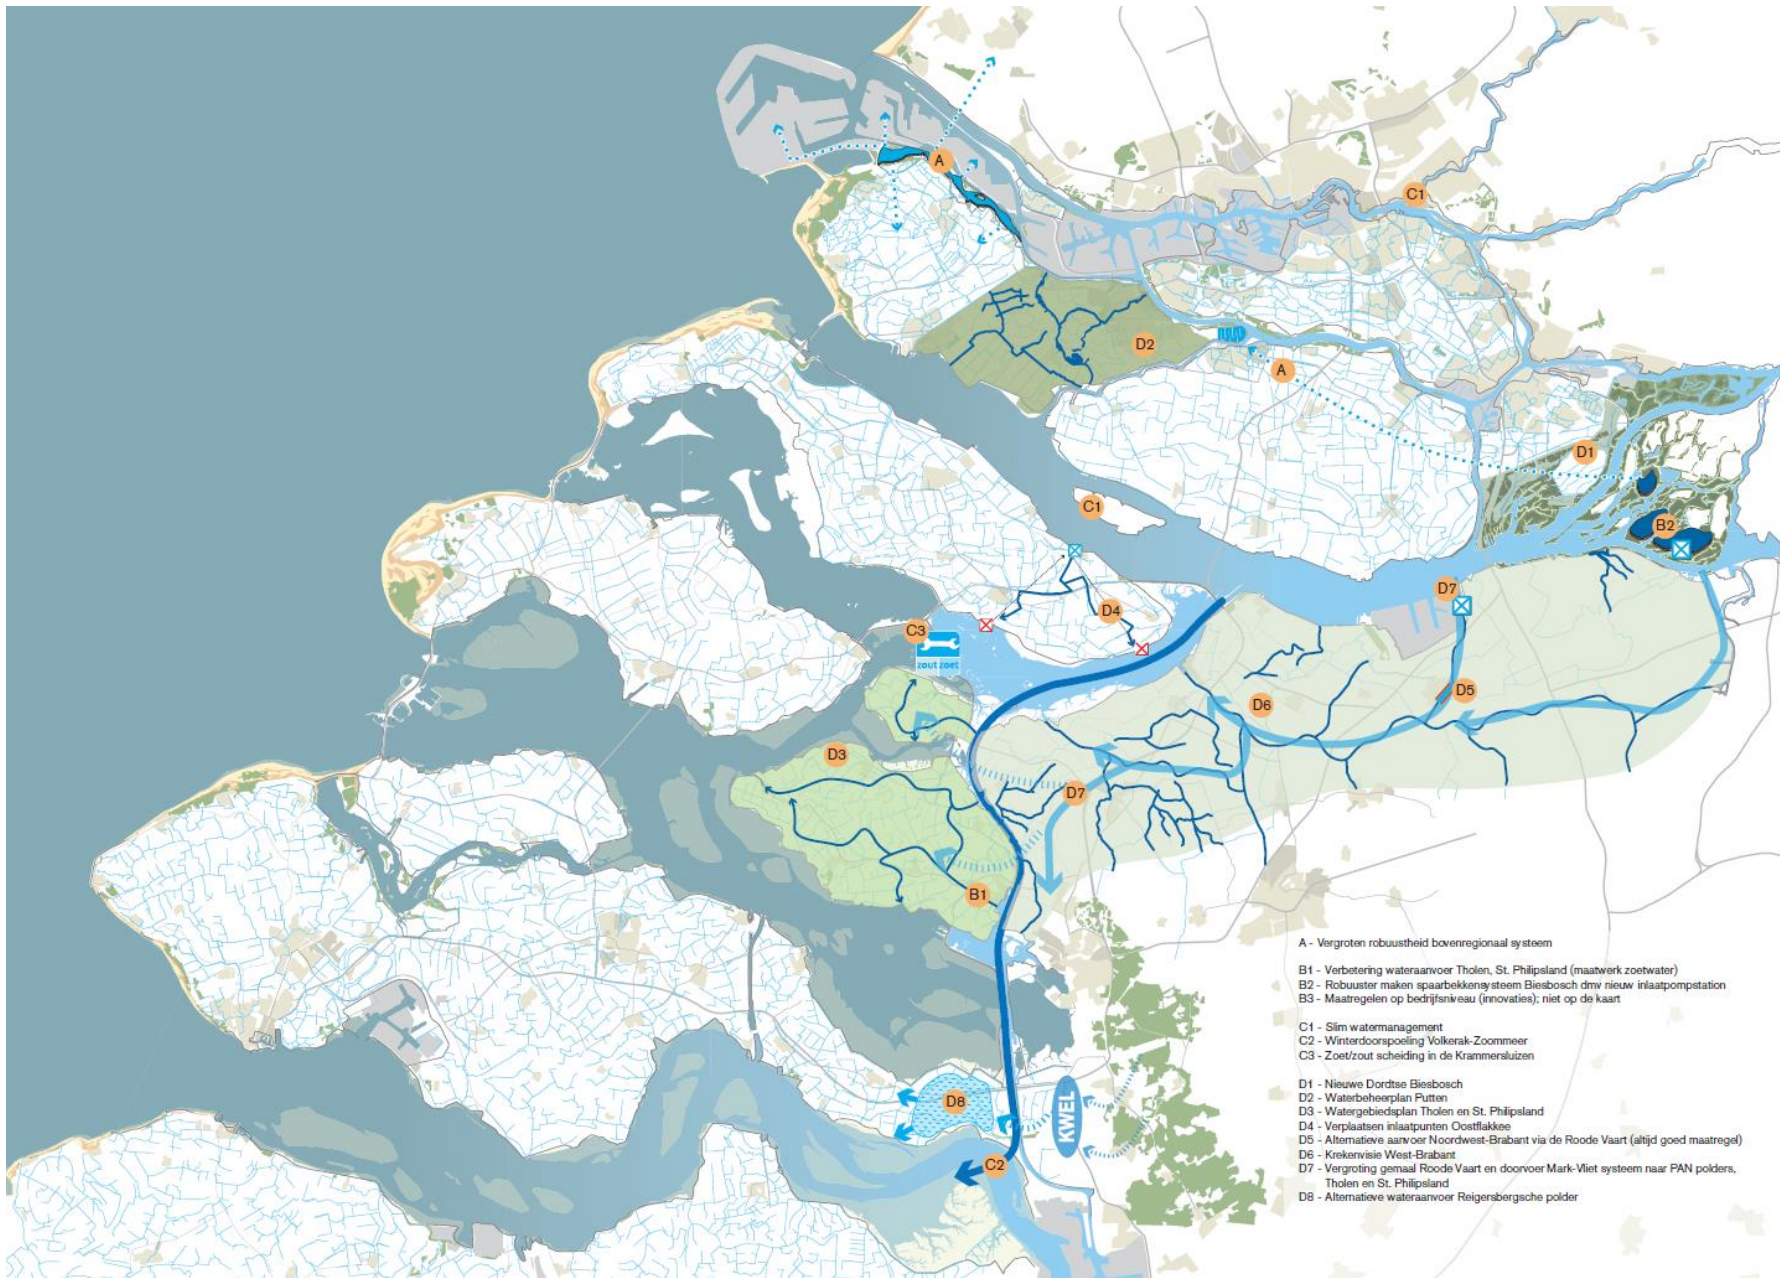 A
C1
D2
A
D1
C1
B2
D7
D4
C3
zout zoet
D5
D6
D3
D7
B1
D8
KWEL
C2
A - Vergroten robuustheid bovenregionaal systeem
B1 - Verbetering wateraanvoer Tholen, St. Philipsland (maatwerk zoetwater)
B2 - Robuuster maken spaarbekkensysteem Biesbosch dmv nieuw inlaatpompstation
B3 - Maatregelen op bedrijfsniveau (innovaties); niet op de kaart
C1 - Slim watermanagement
C2 - Winterdoorspoeling Volkerak-Zoommeer
C3 - Zoet/zout scheiding in de Krammersluizen
D1 - Nieuwe Dordtse Biesbosch
D2 - Waterbeheerplan Putten
D3 - Watergebiedsplan Tholen en St. Philipsland
D4 - Verplaatsen inlaatpunten Oostflakkee
D5 - Alternatieve aanvoer Noordwest-Brabant via de Roode Vaart (altijd goed maatregel)
D6 - Krekenvisie West-Brabant
D7 - Vergroting gemaal Roode Vaart en doorvoer Mark-Vliet systeem naar PAN polders,
Tholen en St. Philipsland
D8 - Alternatieve wateraanvoer Reigersbergsche polder